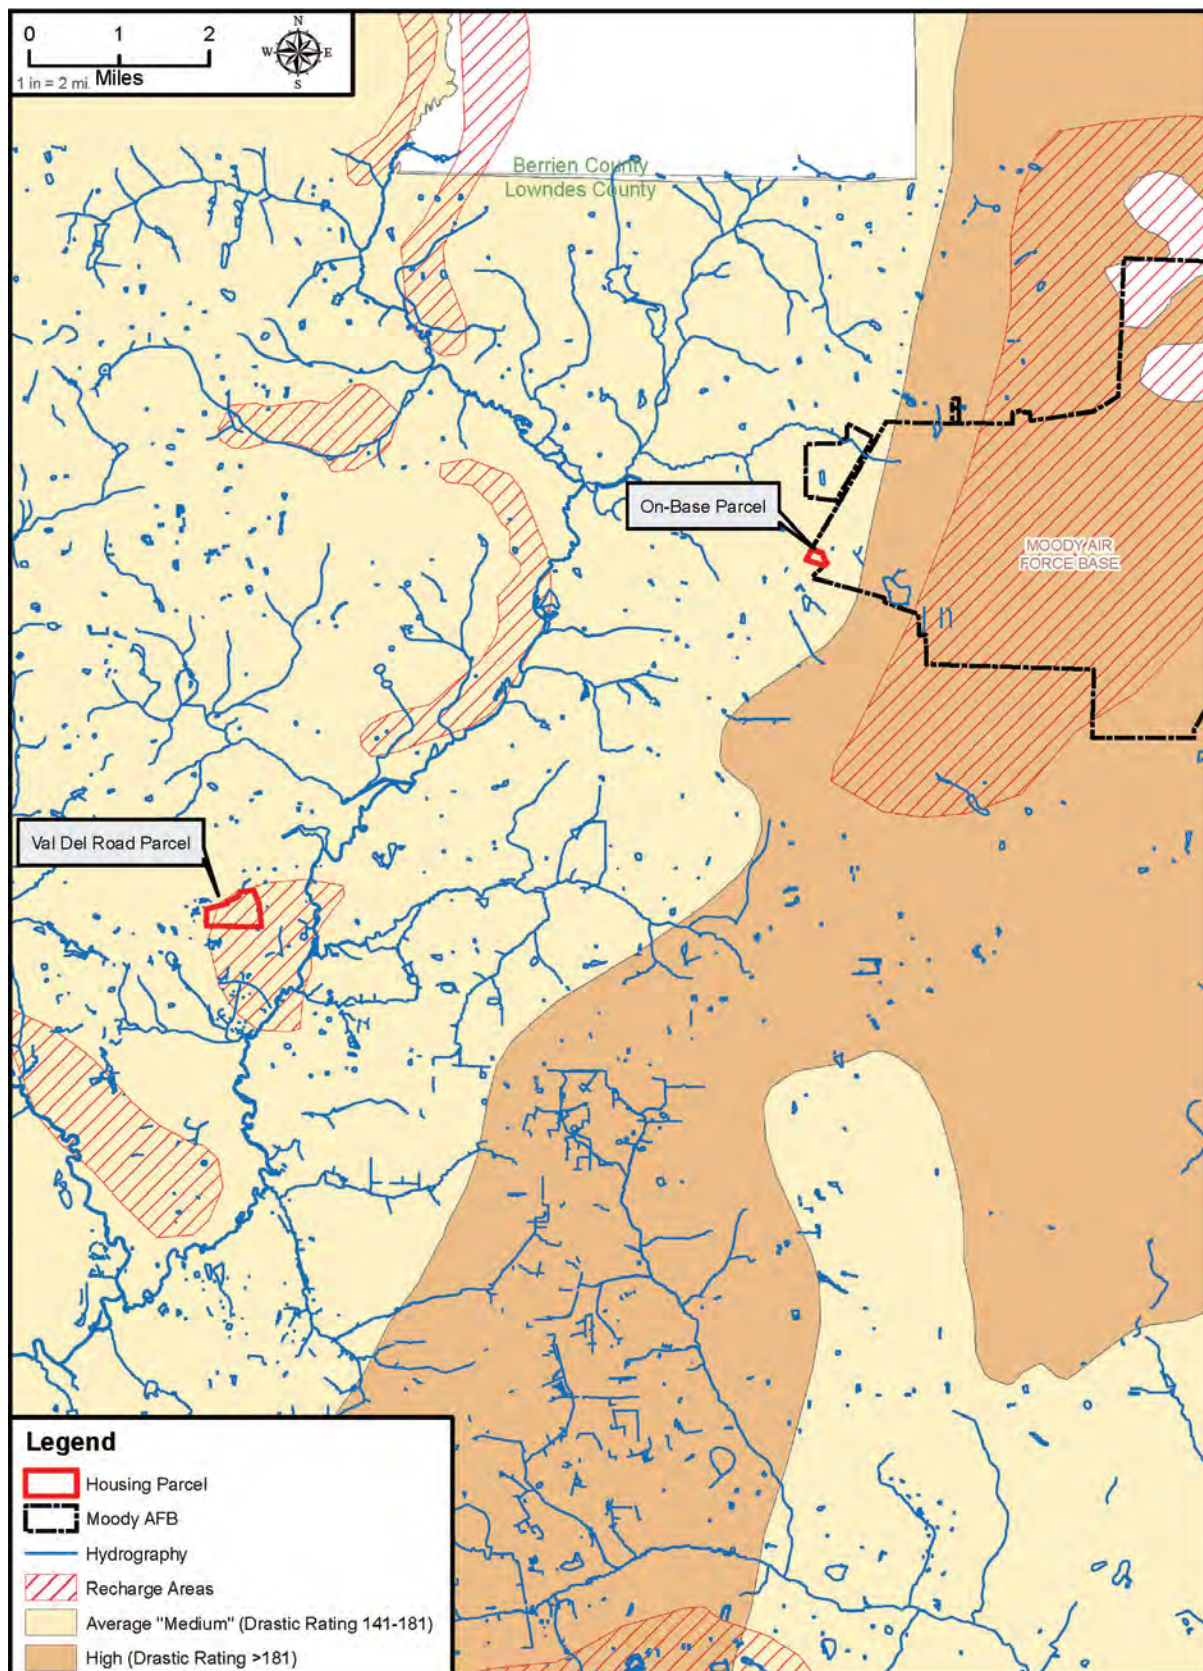 0 1 2
1 in = 2 mi. Miles
N
W E
S
Berrien County
Lowndes County
On-Base Parcel
MOODY AIR
FORCE BASE
Val Del Road Parcel
Legend
Housing Parcel
Moody AFB
Hydrography
Recharge Areas
Average "Medium" (Drastic Rating 141-181)
High (Drastic Rating >181)